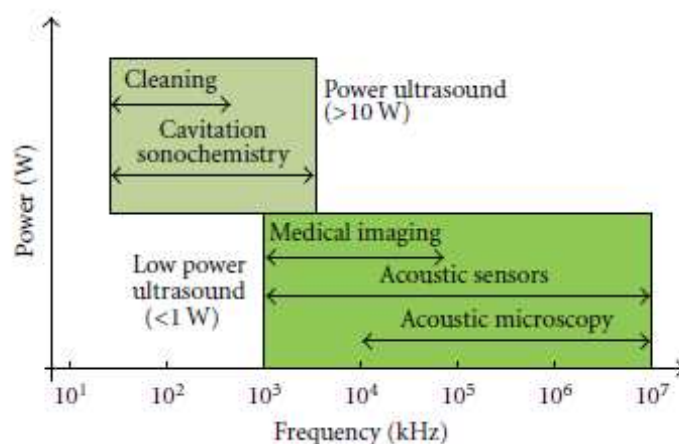 Cleaning
Power ultrasound
(>10 W)
Cavitation
sonochemistry
Power (W)
Medical imaging
Low power
ultrasound
(<1 W)
Acoustic sensors
Acoustic microscopy
10¹ 10² 10³ 10⁴ 10⁵ 10⁶ 10⁷
Frequency (kHz)